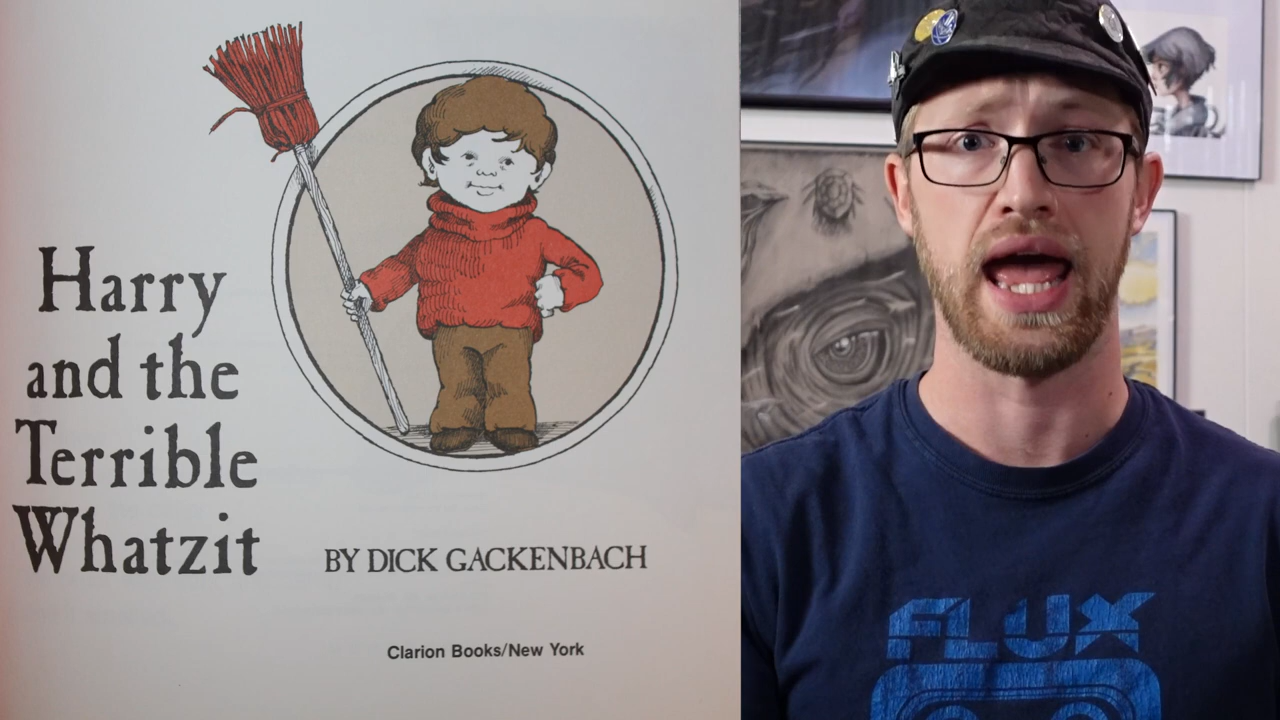 Harry
and the
Terrible
Whatzit
BY DICK GACKENBACH
Clarion Books/New York
FLUX